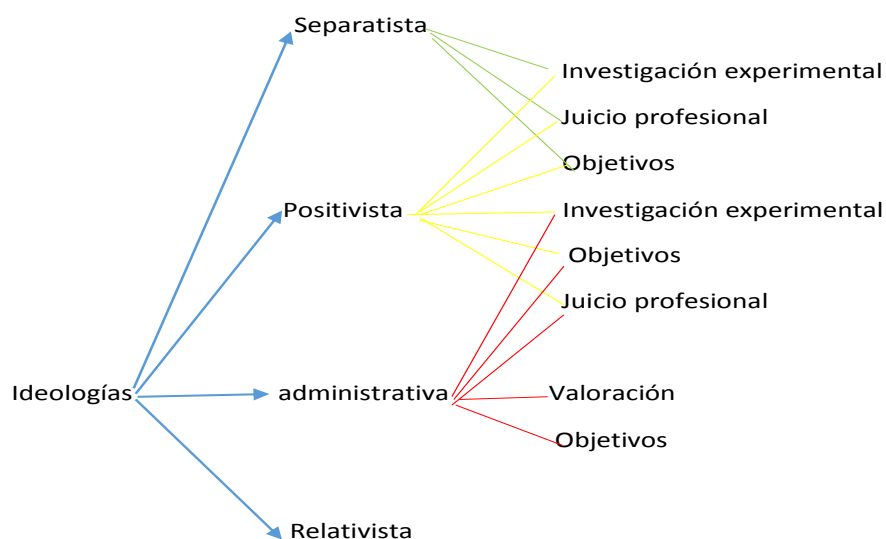 Separatista
Investigación experimental
Juicio profesional
Objetivos
Positivista
Investigación experimental
Objetivos
Juicio profesional
Ideologías
administrativa
Valoración
Objetivos
Relativista